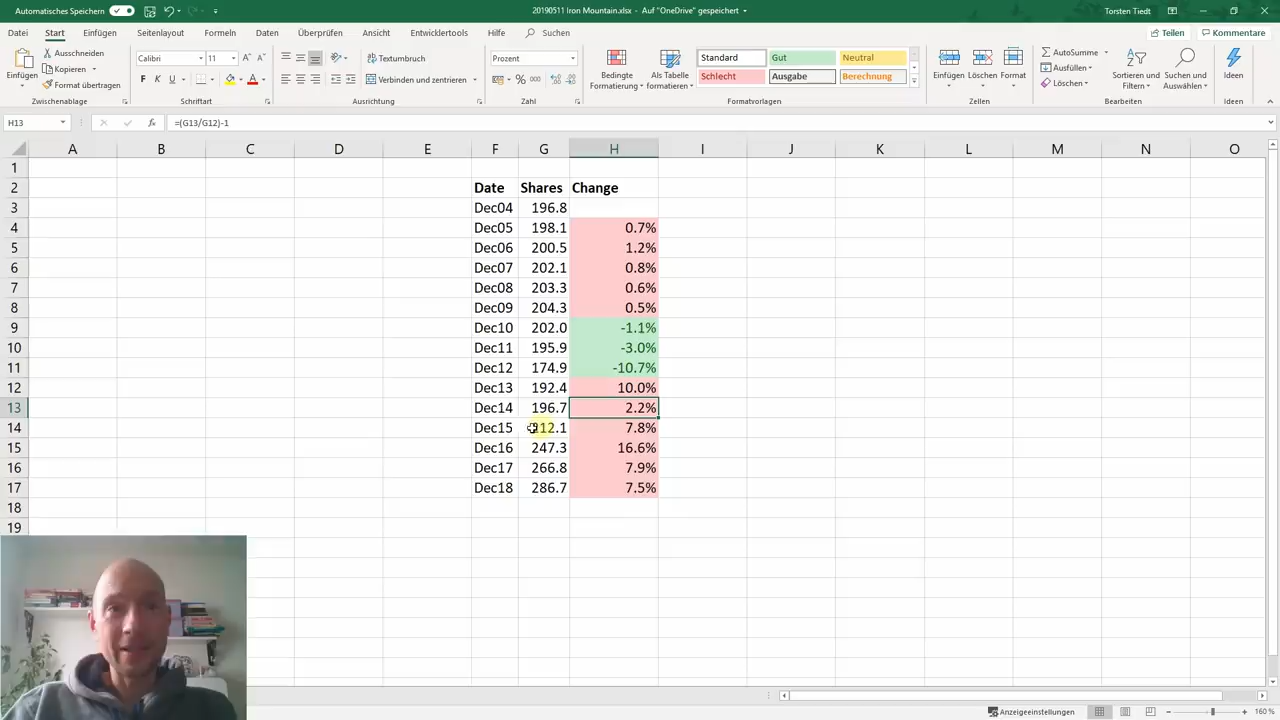 Automatisches Speichern
20190511 Iron Mountain.xlsx - Auf "OneDrive" gespeichert
Torsten Tiedt
Datei Start Einfügen Seitenlayout Formeln Daten Überprüfen Ansicht Entwicklertools Hilfe Suchen
Teilen Kommentare
Einfügen
Ausschneiden
Kopieren
Format übertragen
Zwischenablage
Calibri 11
F K U
Schriftart
Textumbruch
Verbinden und zentrieren
Ausrichtung
Prozent
% 000
Zahl
Bedingte Formatierung
Als Tabelle formatieren
Standard Gut Neutral
Schlecht Ausgabe Berechnung
Formatvorlagen
Einfügen Löschen Format
Zellen
AutoSumme
Ausfüllen
Löschen
Sortieren und Filtern
Suchen und Auswählen
Bearbeiten
Ideen
Ideen
H13 fx =(G13/G12)-1
A B C D E F G H I J K L M N O
1
2 Date Shares Change
3 Dec04 196.8
4 Dec05 198.1 0.7%
5 Dec06 200.5 1.2%
6 Dec07 202.1 0.8%
7 Dec08 203.3 0.6%
8 Dec09 204.3 0.5%
9 Dec10 202.0 -1.1%
10 Dec11 195.9 -3.0%
11 Dec12 174.9 -10.7%
12 Dec13 192.4 10.0%
13 Dec14 196.7 2.2%
14 Dec15 212.1 7.8%
15 Dec16 247.3 16.6%
16 Dec17 266.8 7.9%
17 Dec18 286.7 7.5%
18
19
Anzeigeeinstellungen
160 %